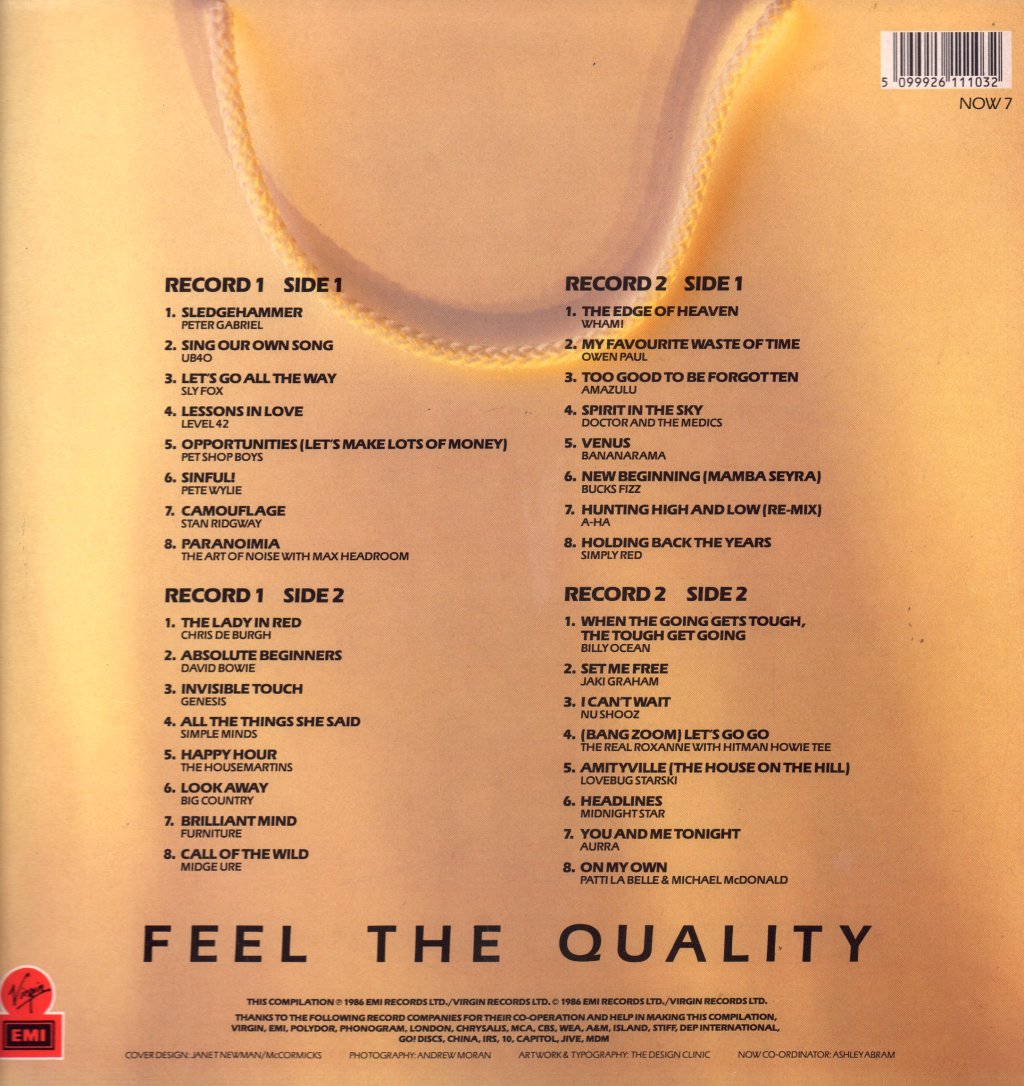 5 099926 111032
NOW 7
RECORD 1 SIDE 1
1. SLEDGEHAMMER
PETER GABRIEL
2. SING OUR OWN SONG
UB40
3. LET'S GO ALL THE WAY
SLY FOX
4. LESSONS IN LOVE
LEVEL 42
5. OPPORTUNITIES (LET'S MAKE LOTS OF MONEY)
PET SHOP BOYS
6. SINFUL!
PETE WYLIE
7. CAMOUFLAGE
STAN RIDGWAY
8. PARANOIMIA
THE ART OF NOISE WITH MAX HEADROOM
RECORD 1 SIDE 2
1. THE LADY IN RED
CHRIS DE BURGH
2. ABSOLUTE BEGINNERS
DAVID BOWIE
3. INVISIBLE TOUCH
GENESIS
4. ALL THE THINGS SHE SAID
SIMPLE MINDS
5. HAPPY HOUR
THE HOUSEMARTINS
6. LOOK AWAY
BIG COUNTRY
7. BRILLIANT MIND
FURNITURE
8. CALL OF THE WILD
MIDGE URE
RECORD 2 SIDE 1
1. THE EDGE OF HEAVEN
WHAM!
2. MY FAVOURITE WASTE OF TIME
OWEN PAUL
3. TOO GOOD TO BE FORGOTTEN
AMAZULU
4. SPIRIT IN THE SKY
DOCTOR AND THE MEDICS
5. VENUS
BANANARAMA
6. NEW BEGINNING (MAMBA SEYRA)
BUCKS FIZZ
7. HUNTING HIGH AND LOW (RE-MIX)
A-HA
8. HOLDING BACK THE YEARS
SIMPLY RED
RECORD 2 SIDE 2
1. WHEN THE GOING GETS TOUGH,
THE TOUGH GET GOING
BILLY OCEAN
2. SET ME FREE
JAKI GRAHAM
3. I CAN'T WAIT
NU SHOOZ
4. (BANG ZOOM) LET'S GO GO
THE REAL ROXANNE WITH HITMAN HOWIE TEE
5. AMITYVILLE (THE HOUSE ON THE HILL)
LOVEBUG STARSKI
6. HEADLINES
MIDNIGHT STAR
7. YOU AND ME TONIGHT
AURRA
8. ON MY OWN
PATTI LA BELLE & MICHAEL McDONALD
FEEL THE QUALITY
Virgin
EMI
THIS COMPILATION ℗ 1986 EMI RECORDS LTD./VIRGIN RECORDS LTD. © 1986 EMI RECORDS LTD./VIRGIN RECORDS LTD.
THANKS TO THE FOLLOWING RECORD COMPANIES FOR THEIR CO-OPERATION AND HELP IN MAKING THIS COMPILATION,
VIRGIN, EMI, POLYDOR, PHONOGRAM, LONDON, CHRYSALIS, MCA, CBS, WEA, A&M, ISLAND, STIFF, DEP INTERNATIONAL,
GO! DISCS, CHINA, IRS, 10, CAPITOL, JIVE, MDM
COVER DESIGN: JANET NEWMAN/McCORMICKS PHOTOGRAPHY: ANDREW MORAN ARTWORK & TYPOGRAPHY: THE DESIGN CLINIC NOW CO-ORDINATOR: ASHLEY ABRAM